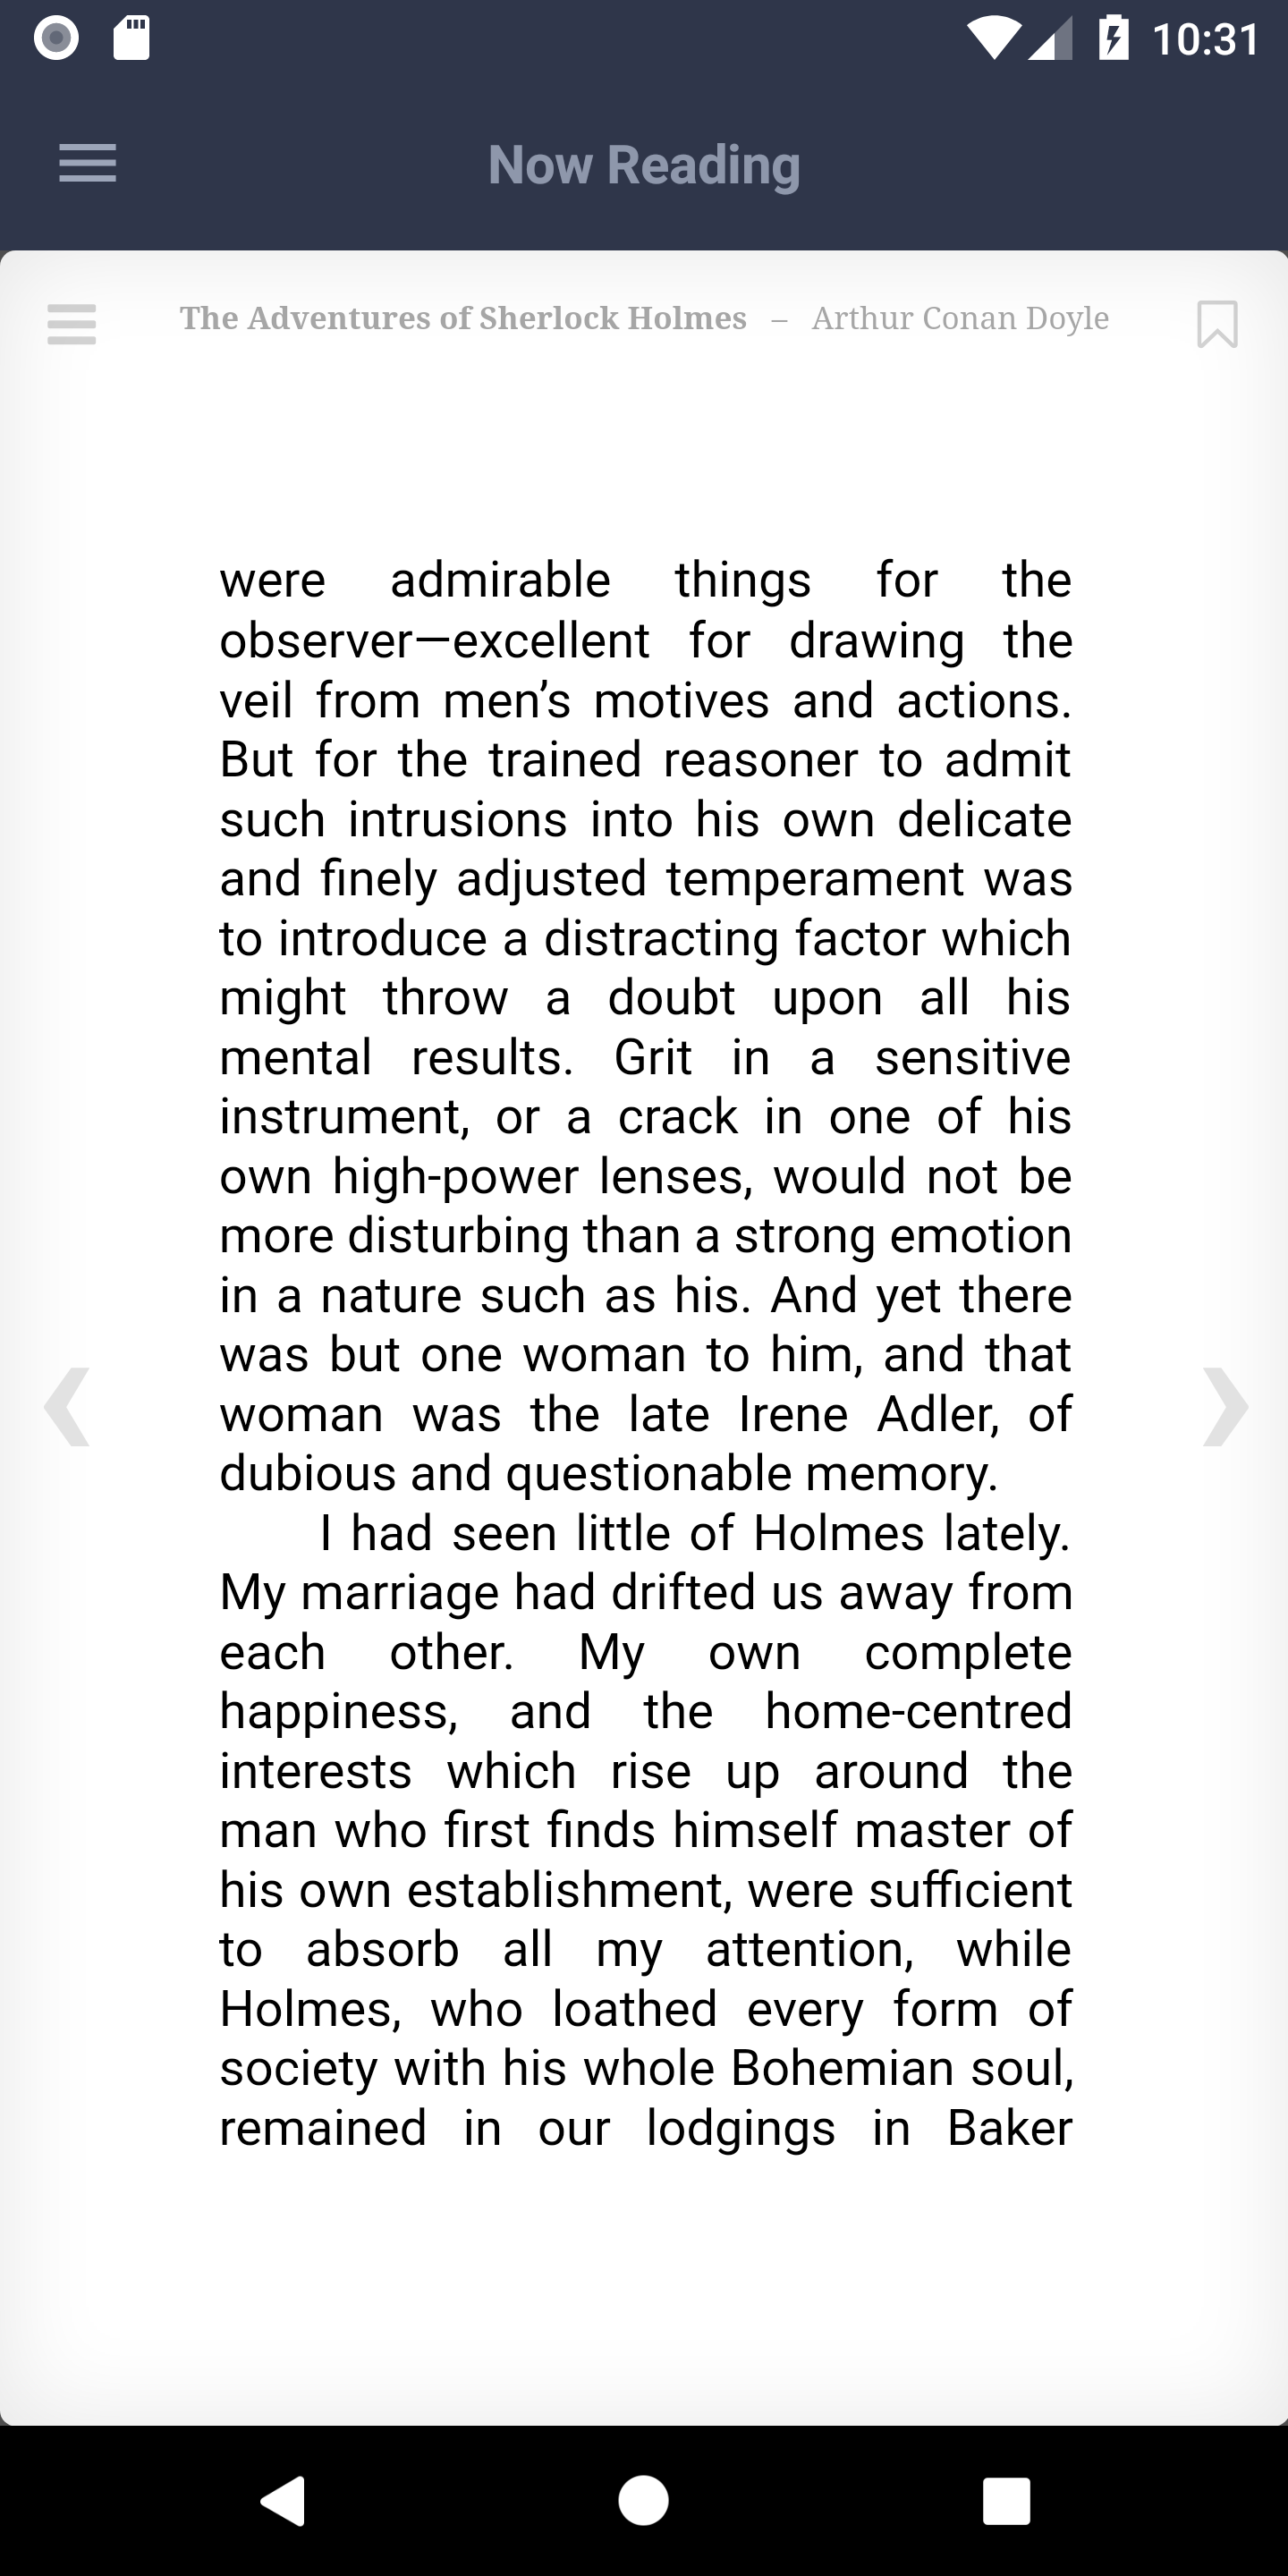 10:31
Now Reading
The Adventures of Sherlock Holmes – Arthur Conan Doyle
were admirable things for the
observer—excellent for drawing the
veil from men’s motives and actions.
But for the trained reasoner to admit
such intrusions into his own delicate
and finely adjusted temperament was
to introduce a distracting factor which
might throw a doubt upon all his
mental results. Grit in a sensitive
instrument, or a crack in one of his
own high-power lenses, would not be
more disturbing than a strong emotion
in a nature such as his. And yet there
was but one woman to him, and that
woman was the late Irene Adler, of
dubious and questionable memory.
I had seen little of Holmes lately.
My marriage had drifted us away from
each other. My own complete
happiness, and the home-centred
interests which rise up around the
man who first finds himself master of
his own establishment, were sufficient
to absorb all my attention, while
Holmes, who loathed every form of
society with his whole Bohemian soul,
remained in our lodgings in Baker